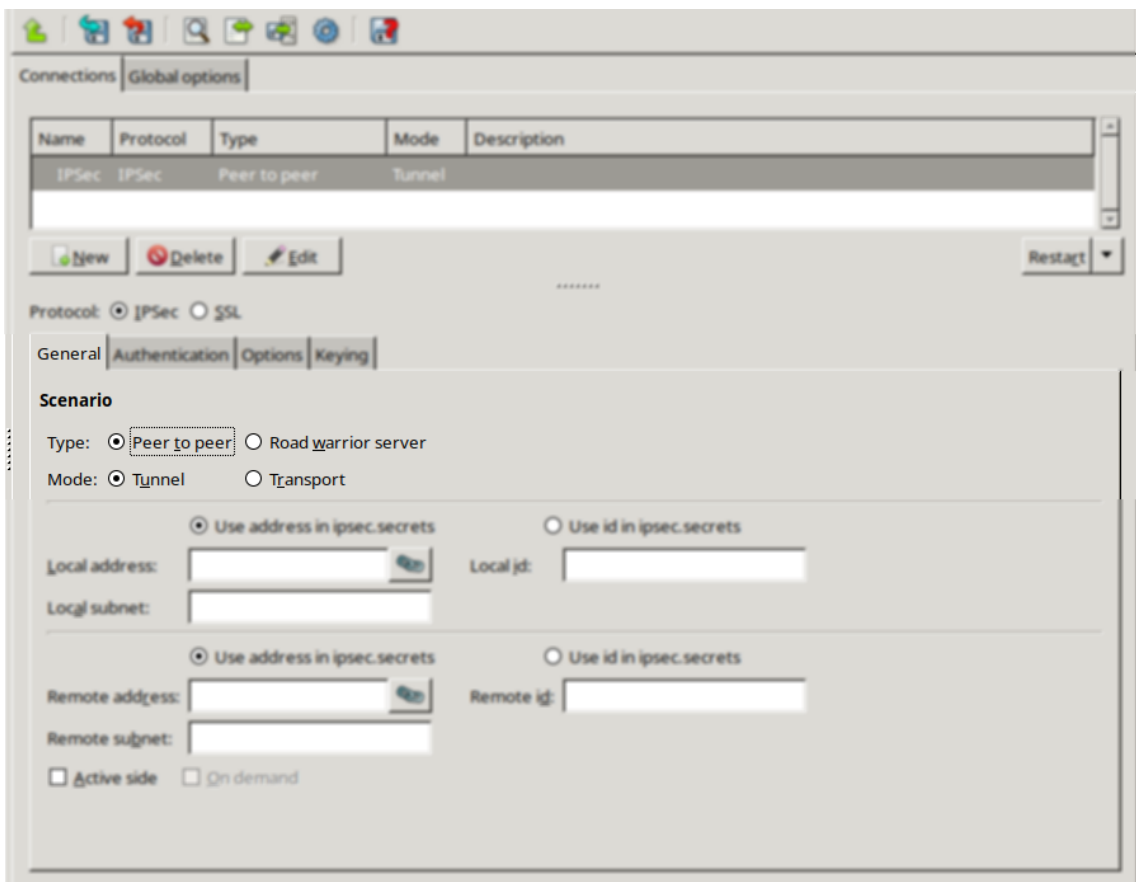 Connections Global options
Name Protocol Type Mode Description
IPSec IPSec Peer to peer Tunnel
New Delete Edit Restart
Protocol: IPSec SSL
General Authentication Options Keying
Scenario
Type: Peer to peer Road warrior server
Mode: Tunnel Transport
Use address in ipsec.secrets Use id in ipsec.secrets
Local address: Local id:
Local subnet:
Use address in ipsec.secrets Use id in ipsec.secrets
Remote address: Remote id:
Remote subnet:
Active side On demand